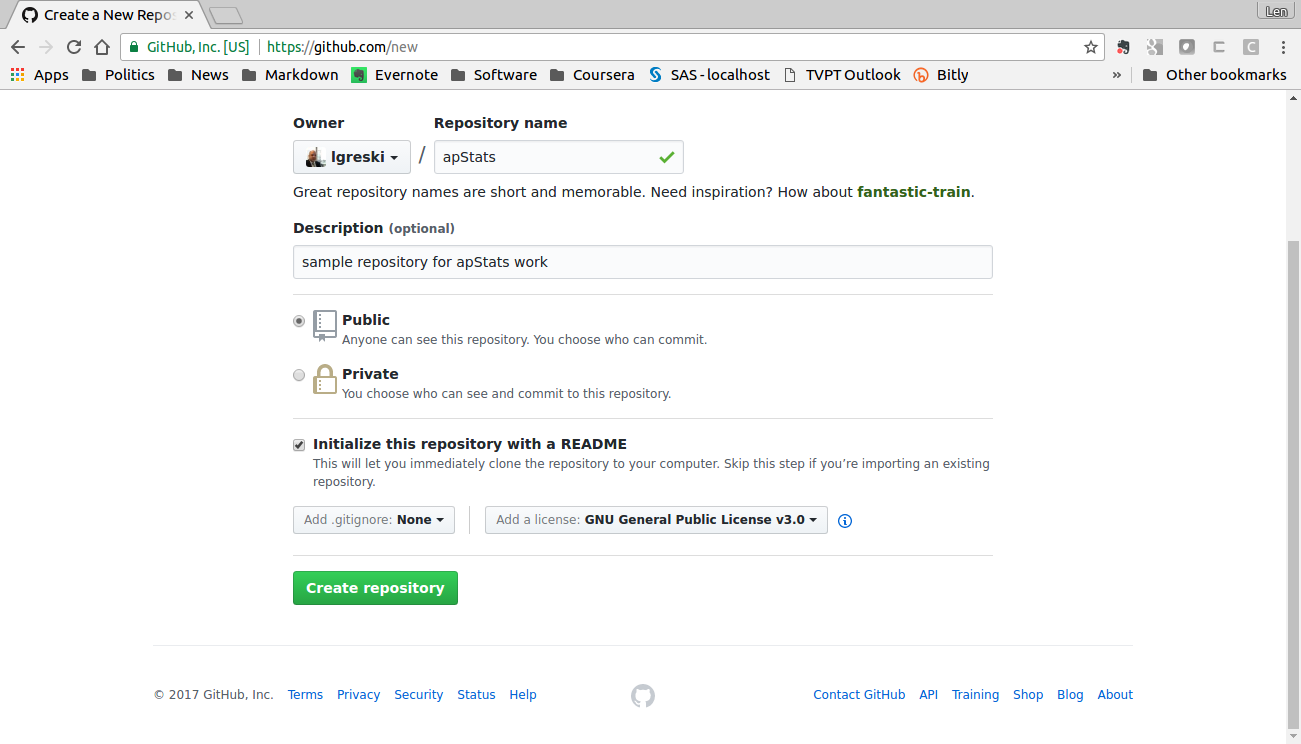 Create a New Repos
Len
GitHub, Inc. [US] https://github.com/new
Apps Politics News Markdown Evernote Software Coursera SAS - localhost TVPT Outlook Bitly » Other bookmarks
Owner Repository name
lgreski / apStats
Great repository names are short and memorable. Need inspiration? How about fantastic-train.
Description (optional)
sample repository for apStats work
Public
Anyone can see this repository. You choose who can commit.
Private
You choose who can see and commit to this repository.
Initialize this repository with a README
This will let you immediately clone the repository to your computer. Skip this step if you’re importing an existing
repository.
Add .gitignore: None Add a license: GNU General Public License v3.0
Create repository
© 2017 GitHub, Inc. Terms Privacy Security Status Help Contact GitHub API Training Shop Blog About